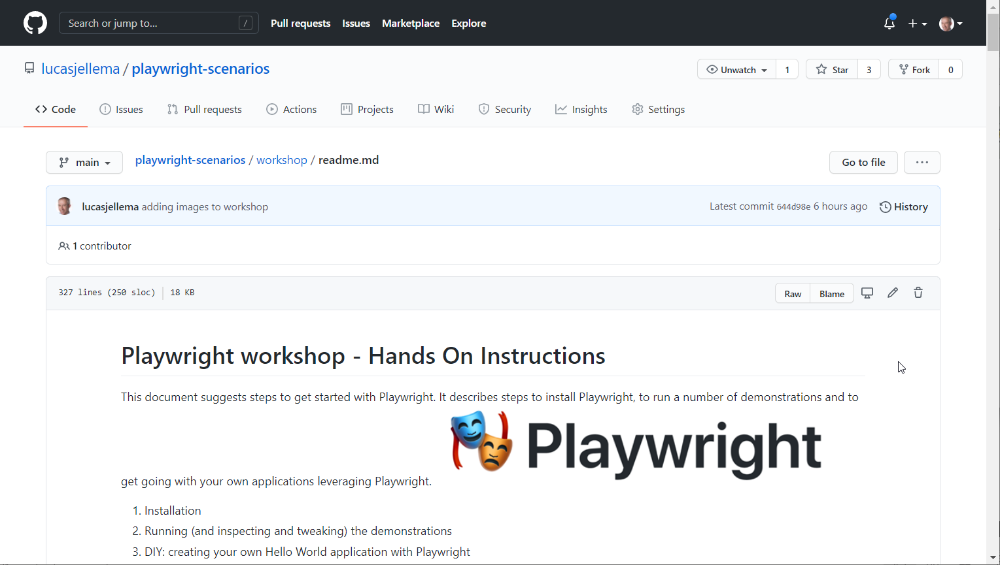 Search or jump to... /
Pull requests Issues Marketplace Explore
lucasjellema / playwright-scenarios
Unwatch 1 Star 3 Fork 0
Code Issues Pull requests Actions Projects Wiki Security Insights Settings
main playwright-scenarios / workshop / readme.md Go to file ...
lucasjellema adding images to workshop Latest commit 644d98e 6 hours ago History
1 contributor
327 lines (250 sloc) 18 KB Raw Blame
Playwright workshop - Hands On Instructions
This document suggests steps to get started with Playwright. It describes steps to install Playwright, to run a number of demonstrations and to
Playwright
get going with your own applications leveraging Playwright.
1. Installation
2. Running (and inspecting and tweaking) the demonstrations
3. DIY: creating your own Hello World application with Playwright